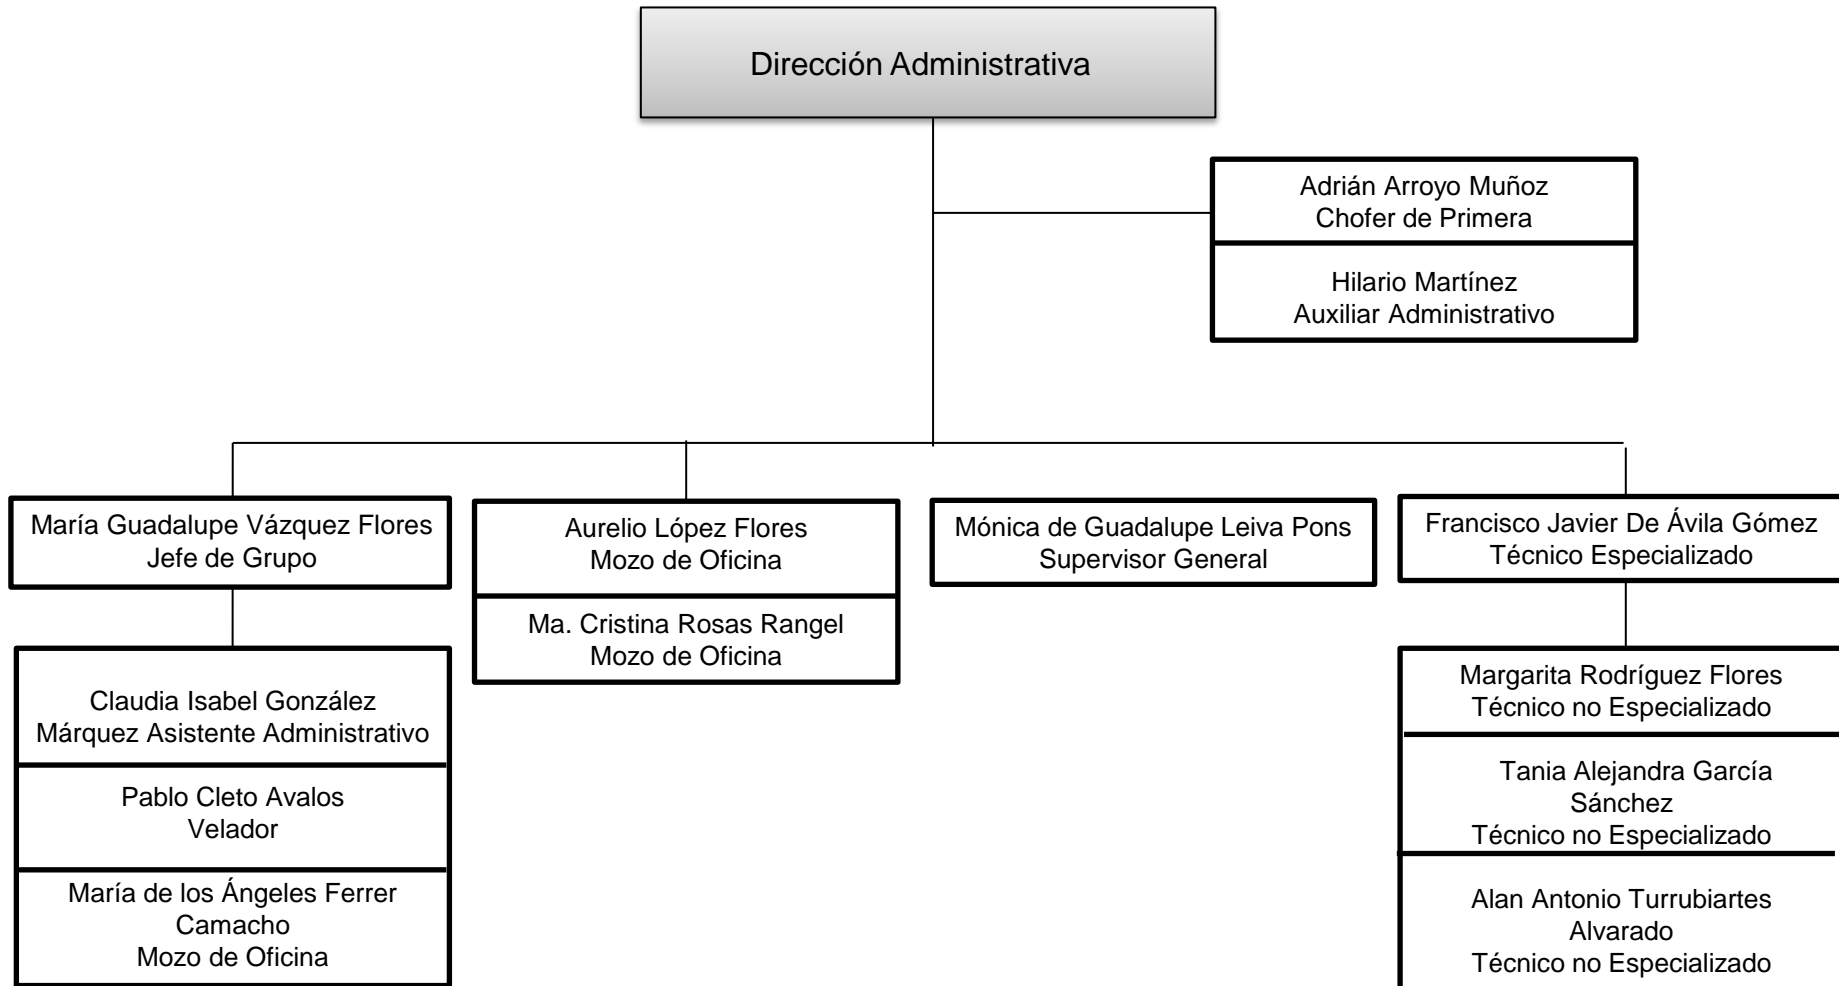 Dirección Administrativa
Adrián Arroyo Muñoz
Chofer de Primera
Hilario Martínez
Auxiliar Administrativo
María Guadalupe Vázquez Flores
Jefe de Grupo
Aurelio López Flores
Mozo de Oficina
Ma. Cristina Rosas Rangel
Mozo de Oficina
Mónica de Guadalupe Leiva Pons
Supervisor General
Francisco Javier De Ávila Gómez
Técnico Especializado
Claudia Isabel González
Márquez Asistente Administrativo
Pablo Cleto Avalos
Velador
María de los Ángeles Ferrer
Camacho
Mozo de Oficina
Margarita Rodríguez Flores
Técnico no Especializado
Tania Alejandra García
Sánchez
Técnico no Especializado
Alan Antonio Turrubiartes
Alvarado
Técnico no Especializado